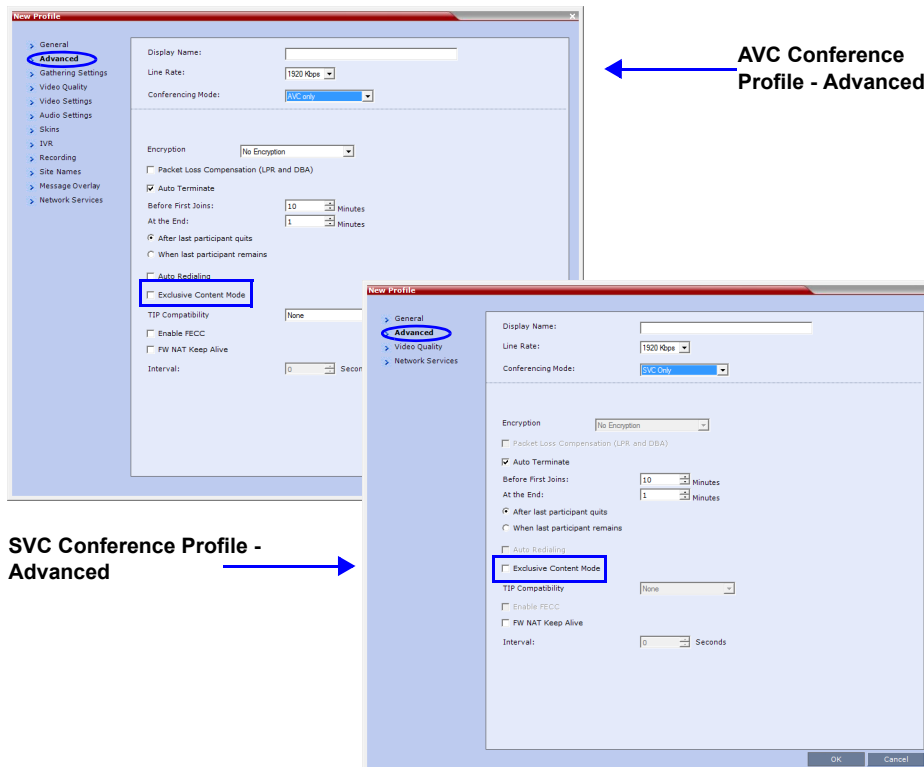 New Profile
x
General
Advanced
Gathering Settings
Video Quality
Video Settings
Audio Settings
Skins
IVR
Recording
Site Names
Message Overlay
Network Services
Display Name:
Line Rate: 1920 Kbps
Conferencing Mode: AVC only
Encryption No Encryption
Packet Loss Compensation (LPR and DBA)
Auto Terminate
Before First Joins: 10 Minutes
At the End: 1 Minutes
After last participant quits
When last participant remains
Auto Redialing
Exclusive Content Mode
TIP Compatibility None
Enable FECC
FW NAT Keep Alive
Interval: 0 Secon
AVC Conference
Profile - Advanced
SVC Conference Profile -
Advanced
New Profile
General
Advanced
Video Quality
Network Services
Display Name:
Line Rate: 1920 Kbps
Conferencing Mode: SVC Only
Encryption No Encryption
Packet Loss Compensation (LPR and DBA)
Auto Terminate
Before First Joins: 10 Minutes
At the End: 1 Minutes
After last participant quits
When last participant remains
Auto Redialing
Exclusive Content Mode
TIP Compatibility None
Enable FECC
FW NAT Keep Alive
Interval: 0 Seconds
OK Cancel